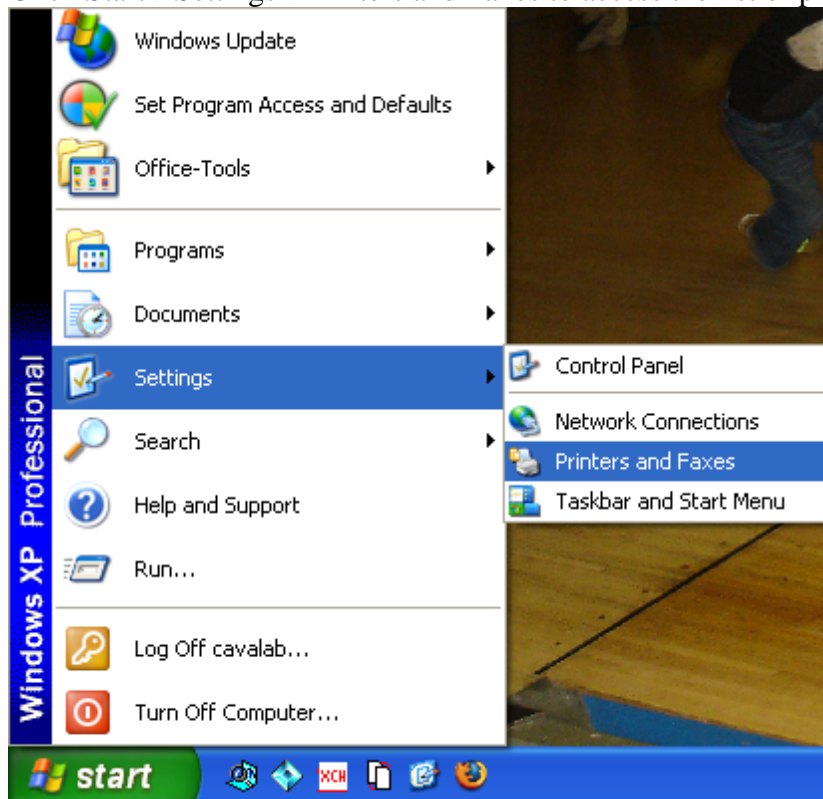 Windows Update
Set Program Access and Defaults
Office-Tools
Programs
Documents
Settings
Control Panel
Network Connections
Printers and Faxes
Taskbar and Start Menu
Search
Help and Support
Run...
Log Off cavalab...
Turn Off Computer...
Windows XP Professional
start
XCH